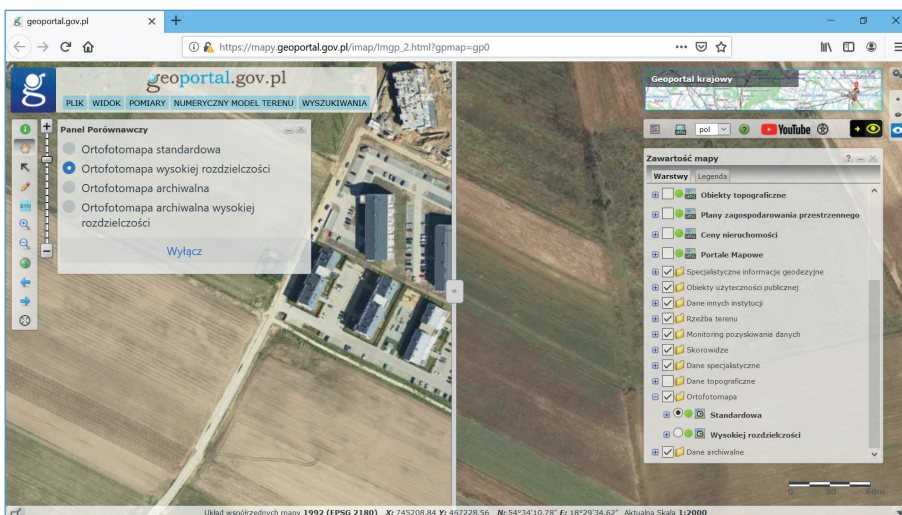 geoportal.gov.pl
https://mapy.geoportal.gov.pl/imap/Imgp_2.html?gpmap=gp0
geoportal.gov.pl
PLIK WIDOK POMIARY NUMERYCZNY MODEL TERENU WYSZUKIWANIA
Panel Porównawczy
Ortofotomapa standardowa
Ortofotomapa wysokiej rozdzielczości
Ortofotomapa archiwalna
Ortofotomapa archiwalna wysokiej
rozdzielczości
Wyłącz
Geoportal krajowy
pol YouTube
Zawartość mapy
Warstwy Legenda
Obiekty topograficzne
Plany zagospodarowania przestrzennego
Ceny nieruchomości
Portale Mapowe
Specjalistyczne informacje geodezyjne
Obiekty użyteczności publicznej
Dane innych instytucji
Rzeźba terenu
Monitoring pozyskiwania danych
Skorowidze
Dane specjalistyczne
Dane topograficzne
Ortofotomapa
Standardowa
Wysokiej rozdzielczości
Dane archiwalne
0 30 60m
Układ współrzędnych mapy 1992 (EPSG 2180) X: 745208.84 Y: 467228.56 N: 54°34'10.78" E: 18°29'34.62" Aktualna Skala 1:2000